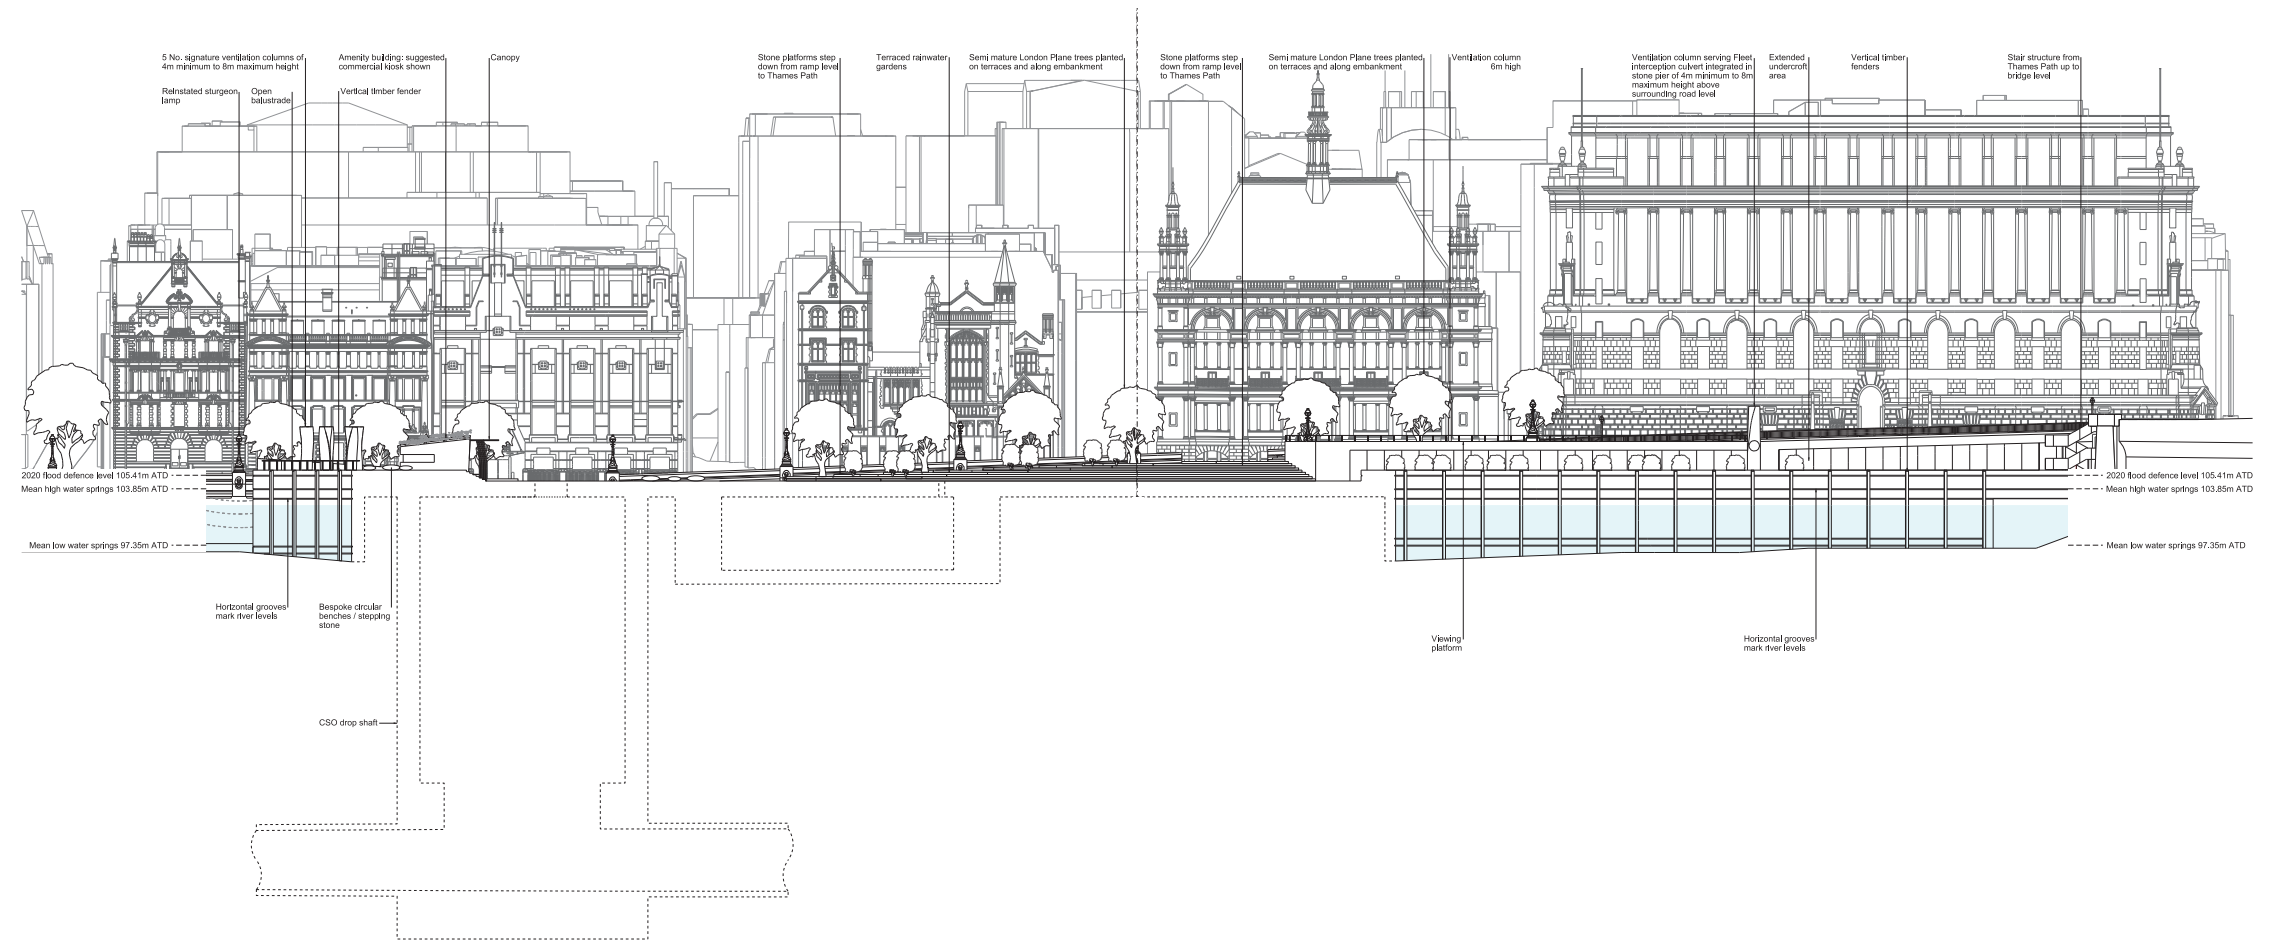 5 No. signature ventilation columns of
4m minimum to 8m maximum height
Amenity building: suggested
commercial kiosk shown
Canopy
Stone platforms step
down from ramp level
to Thames Path
Terraced rainwater
gardens
Semi mature London Plane trees planted
on terraces and along embankment
Stone platforms step
down from ramp level
to Thames Path
Semi mature London Plane trees planted
on terraces and along embankment
Ventilation column
6m high
Ventilation column serving Fleet
interception culvert integrated in
stone pier of 4m minimum to 8m
maximum height above
surrounding road level
Extended
undercroft
area
Vertical timber
fenders
Stair structure from
Thames Path up to
bridge level
Reinstated sturgeon
lamp
Open
balustrade
Vertical timber fender
2020 flood defence level 105.41m ATD
Mean high water springs 103.85m ATD
Mean low water springs 97.35m ATD
2020 flood defence level 105.41m ATD
Mean high water springs 103.85m ATD
Mean low water springs 97.35m ATD
Horizontal grooves
mark river levels
Bespoke circular
benches / stepping
stone
Viewing
platform
Horizontal grooves
mark river levels
CSO drop shaft